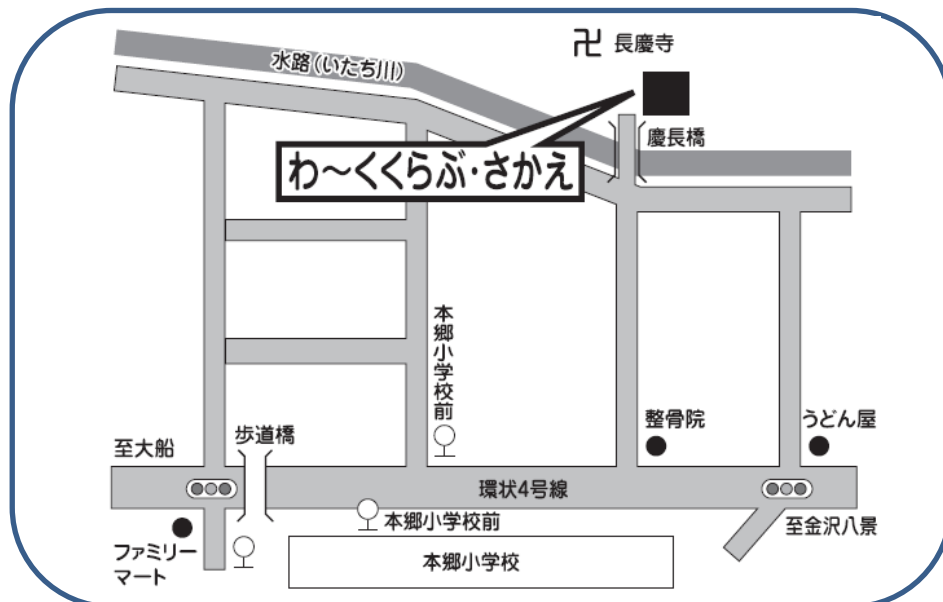 卍 長慶寺
水路(いたち川)
慶長橋
わ〜くくらぶ・さかえ
本郷小学校前
整骨院
うどん屋
歩道橋
至大船
環状4号線
本郷小学校前
至金沢八景
ファミリー
マート
本郷小学校